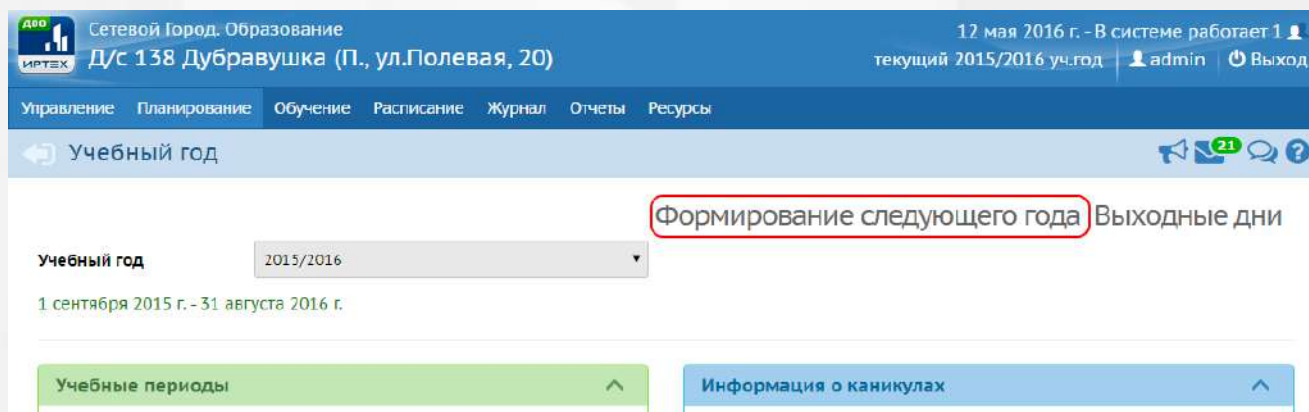 ДОО
ИРТЕХ
Сетевой Город. Образование
Д/с 138 Дубравушка (П., ул.Полевая, 20)
12 мая 2016 г. - В системе работает 1
текущий 2015/2016 уч.год admin Выход
Управление Планирование Обучение Расписание Журнал Отчеты Ресурсы
Учебный год
21
?
Формирование следующего года Выходные дни
Учебный год 2015/2016
1 сентября 2015 г. - 31 августа 2016 г.
Учебные периоды
Информация о каникулах